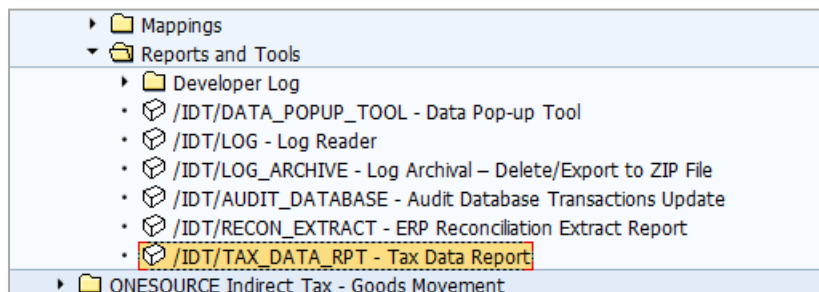 Mappings
Reports and Tools
Developer Log
/IDT/DATA_POPUP_TOOL - Data Pop-up Tool
/IDT/LOG - Log Reader
/IDT/LOG_ARCHIVE - Log Archival – Delete/Export to ZIP File
/IDT/AUDIT_DATABASE - Audit Database Transactions Update
/IDT/RECON_EXTRACT - ERP Reconciliation Extract Report
/IDT/TAX_DATA_RPT - Tax Data Report
ONESOURCE Indirect Tax - Goods Movement